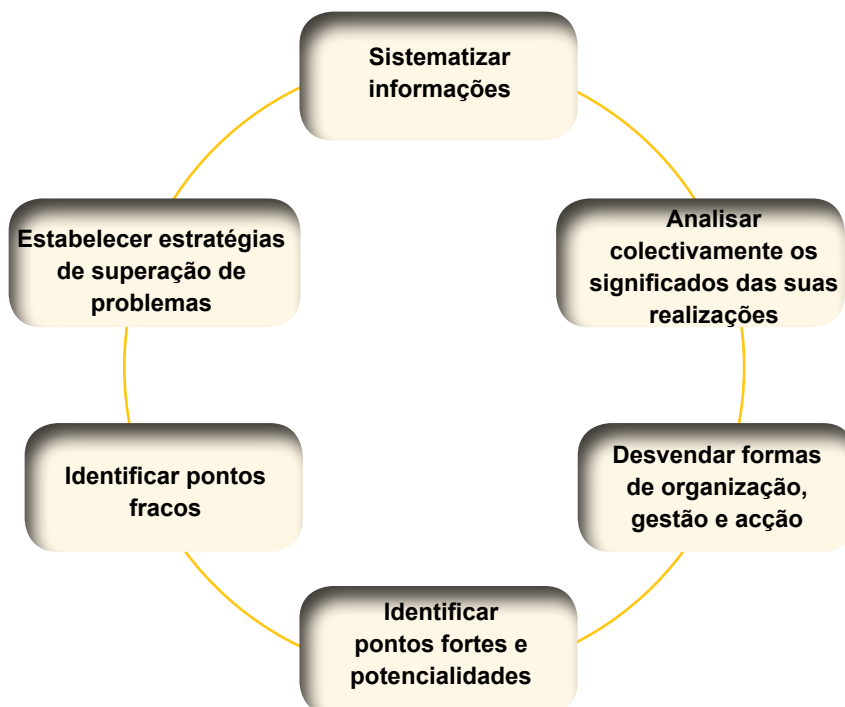 Sistematizar
informações
Analisar
colectivamente os
significados das suas
realizações
Desvendar formas
de organização,
gestão e acção
Identificar
pontos fortes e
potencialidades
Identificar pontos
fracos
Estabelecer estratégias
de superação de
problemas